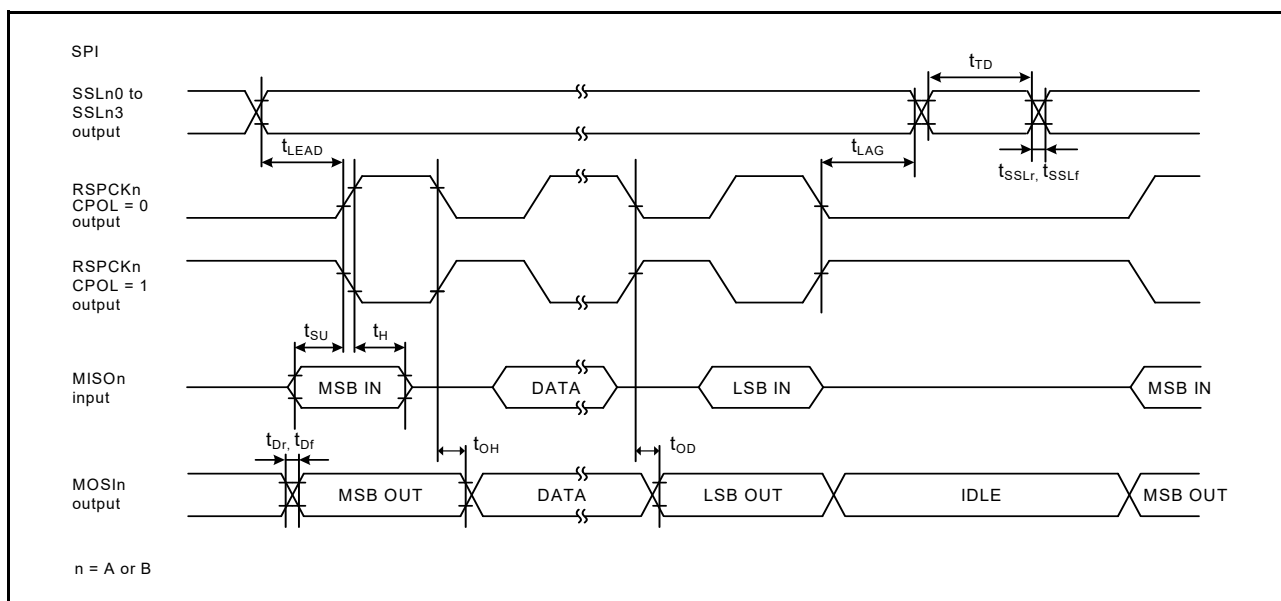 SPI
SSLn0 to
SSLn3
output
tTD
tLEAD
tLAG
tSSLr, tSSLf
RSPCKn
CPOL = 0
output
RSPCKn
CPOL = 1
output
tSU
tH
MISOn
input
MSB IN
DATA
LSB IN
MSB IN
tDr, tDf
tOH
tOD
MOSIn
output
MSB OUT
DATA
LSB OUT
IDLE
MSB OUT
n = A or B